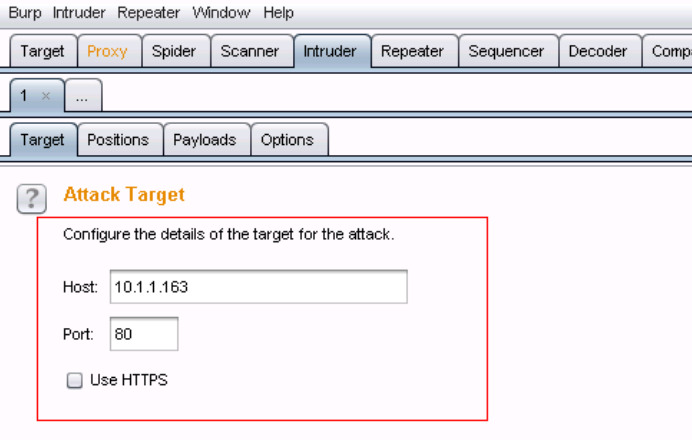 Burp Intruder Repeater Window Help
Target Proxy Spider Scanner Intruder Repeater Sequencer Decoder
1 × ...
Target Positions Payloads Options
? Attack Target
Configure the details of the target for the attack.
Host: 10.1.1.163
Port: 80
Use HTTPS